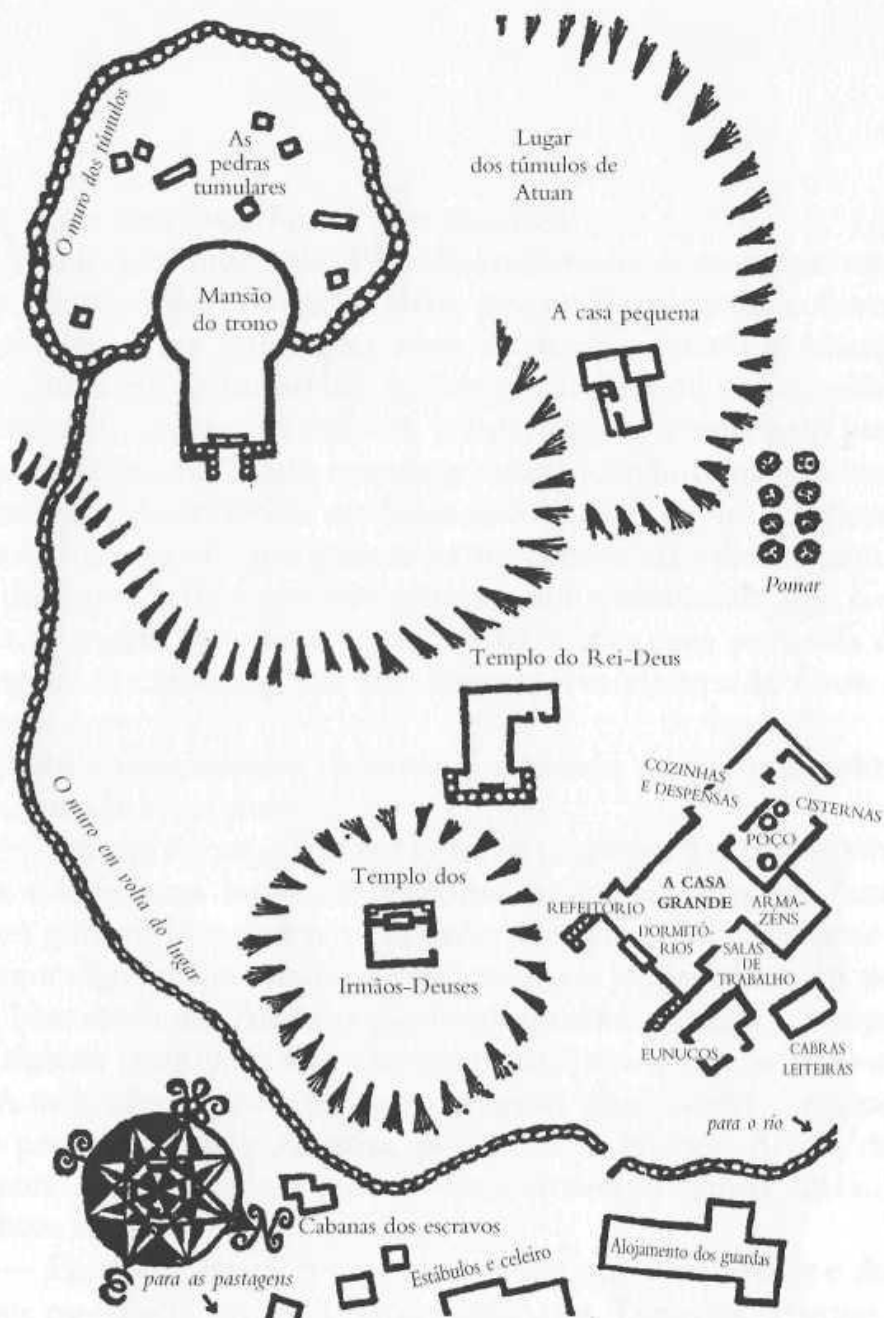 O muro dos túmulos
As
pedras
tumulares
Lugar
dos túmulos de
Atuan
Mansão
do trono
A casa pequena
Pomar
Templo do Rei-Deus
O muro em volta do lugar
COZINHAS
E DESPENSAS
CISTERNAS
POÇO
Templo dos
Irmãos-Deuses
A CASA
GRANDE
REFEITÓRIO
ARMA-
ZÉNS
DORMITÓ-
RIOS
SALAS
DE
TRABALHO
EUNUCOS
CABRAS
LEITEIRAS
para o rio
Cabanas dos escravos
Estábulos e celeiro
Alojamento dos guardas
para as pastagens